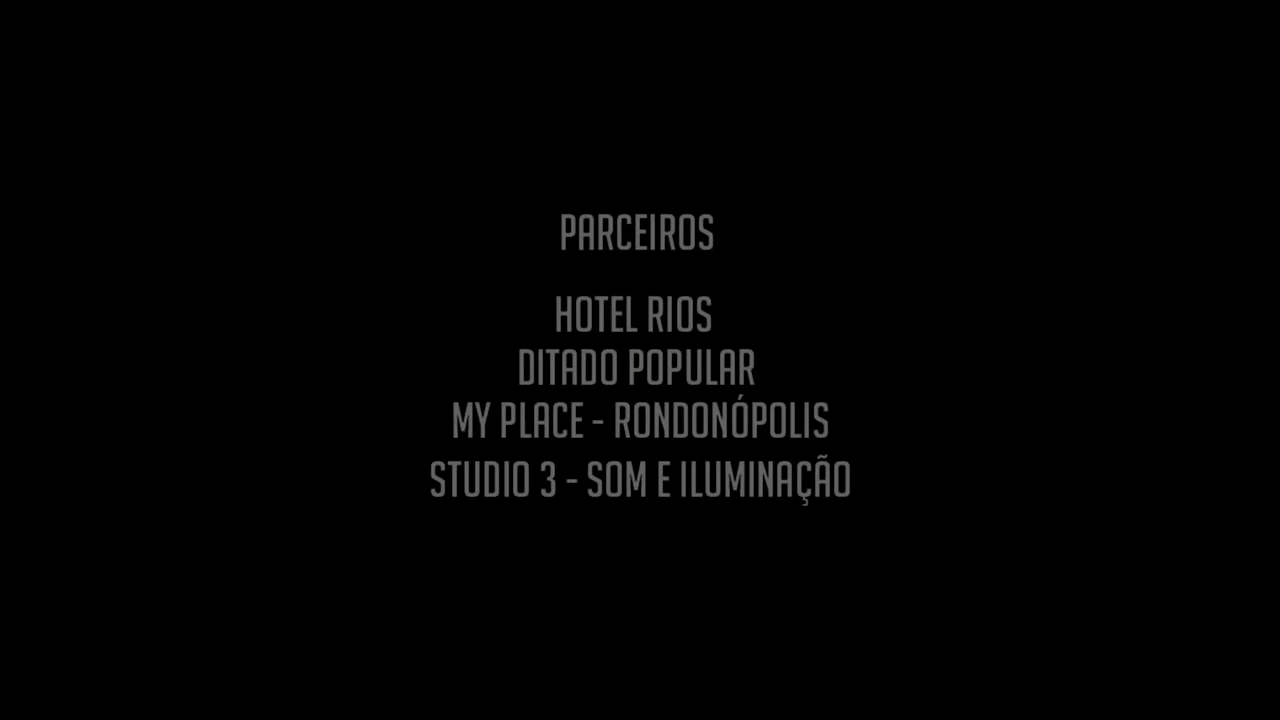 PARCEIROS
HOTEL RIOS
DITADO POPULAR
MY PLACE - RONDONÓPOLIS
STUDIO 3 - SOM E ILUMINAÇÃO